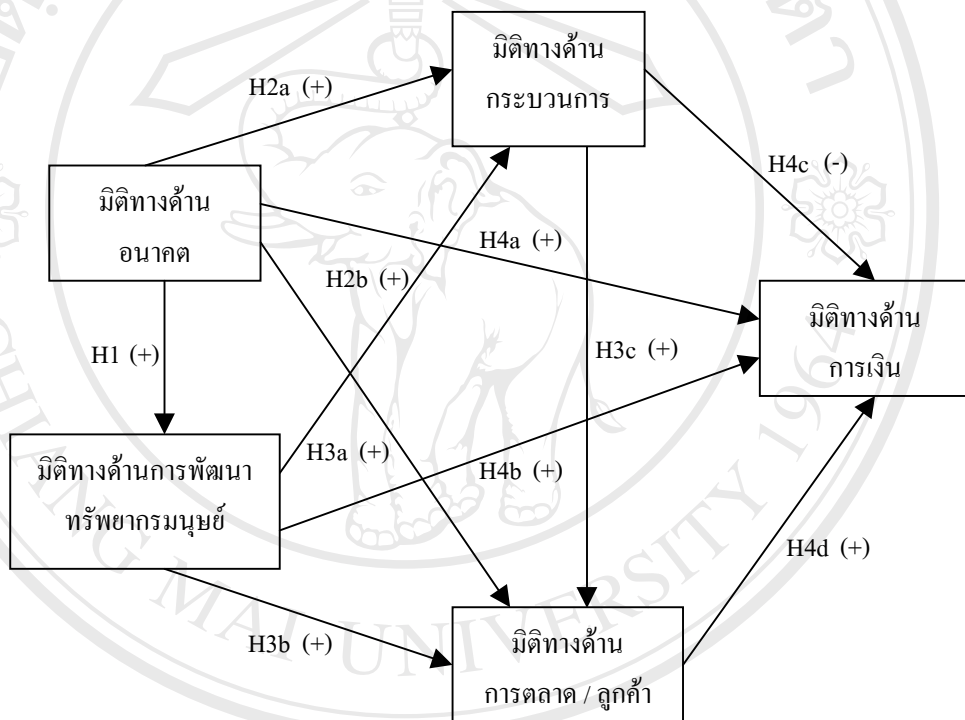 มิติทางด้าน
กระบวนการ
H2a (+)
H4c (-)
มิติทางด้าน
อนาคต
H4a (+)
H2b (+)
มิติทางด้าน
การเงิน
H1 (+)
H3c (+)
มิติทางด้านการพัฒนา
ทรัพยากรมนุษย์
H3a (+)
H4b (+)
H4d (+)
H3b (+)
มิติทางด้าน
การตลาด / ลูกค้า
MAI UNIVERSITY 1964